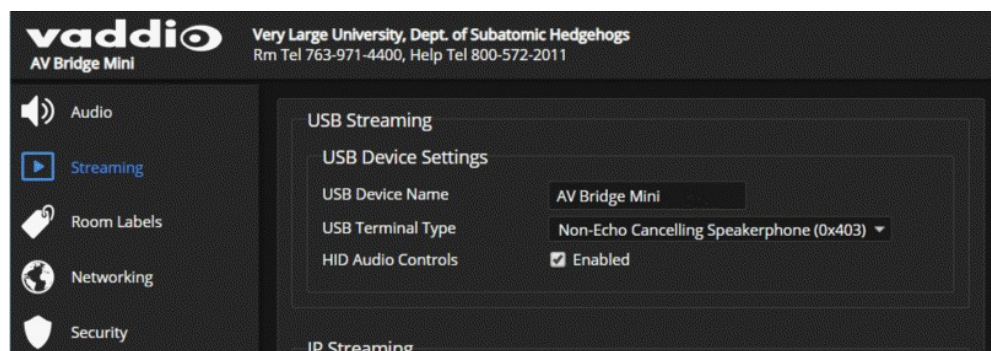 vaddio
AV Bridge Mini
Very Large University, Dept. of Subatomic Hedgehogs
Rm Tel 763-971-4400, Help Tel 800-572-2011
Audio
Streaming
Room Labels
Networking
Security
USB Streaming
USB Device Settings
USB Device Name AV Bridge Mini
USB Terminal Type Non-Echo Cancelling Speakerphone (0x403)
HID Audio Controls Enabled
IP Streaming